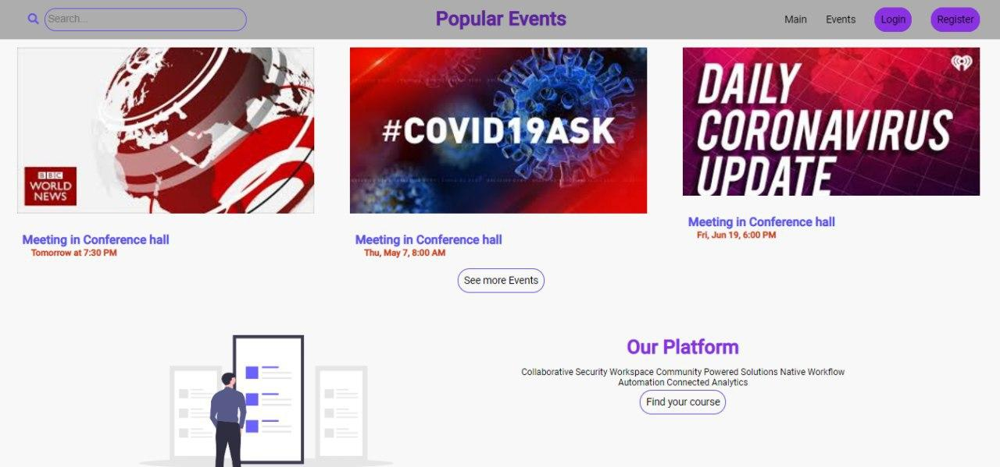 Search...
Popular Events
Main
Events
Login
Register
BBC
WORLD
NEWS
#COVID19ASK
DAILY
CORONAVIRUS
UPDATE
Meeting in Conference hall
Tomorrow at 7:30 PM
Meeting in Conference hall
Thu, May 7, 8:00 AM
Meeting in Conference hall
Fri, Jun 19, 6:00 PM
See more Events
Our Platform
Collaborative Security Workspace Community Powered Solutions Native Workflow
Automation Connected Analytics
Find your course